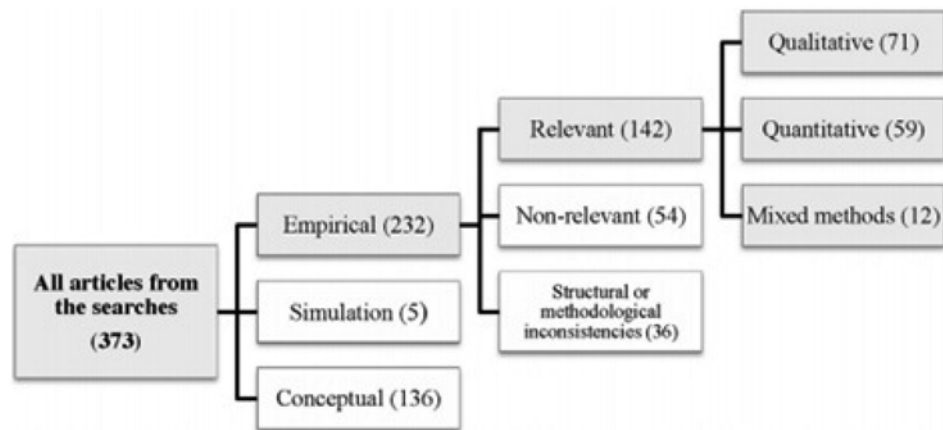 All articles from
the searches
(373)
Empirical (232)
Simulation (5)
Conceptual (136)
Relevant (142)
Non-relevant (54)
Structural or
methodological
inconsistencies (36)
Qualitative (71)
Quantitative (59)
Mixed methods (12)